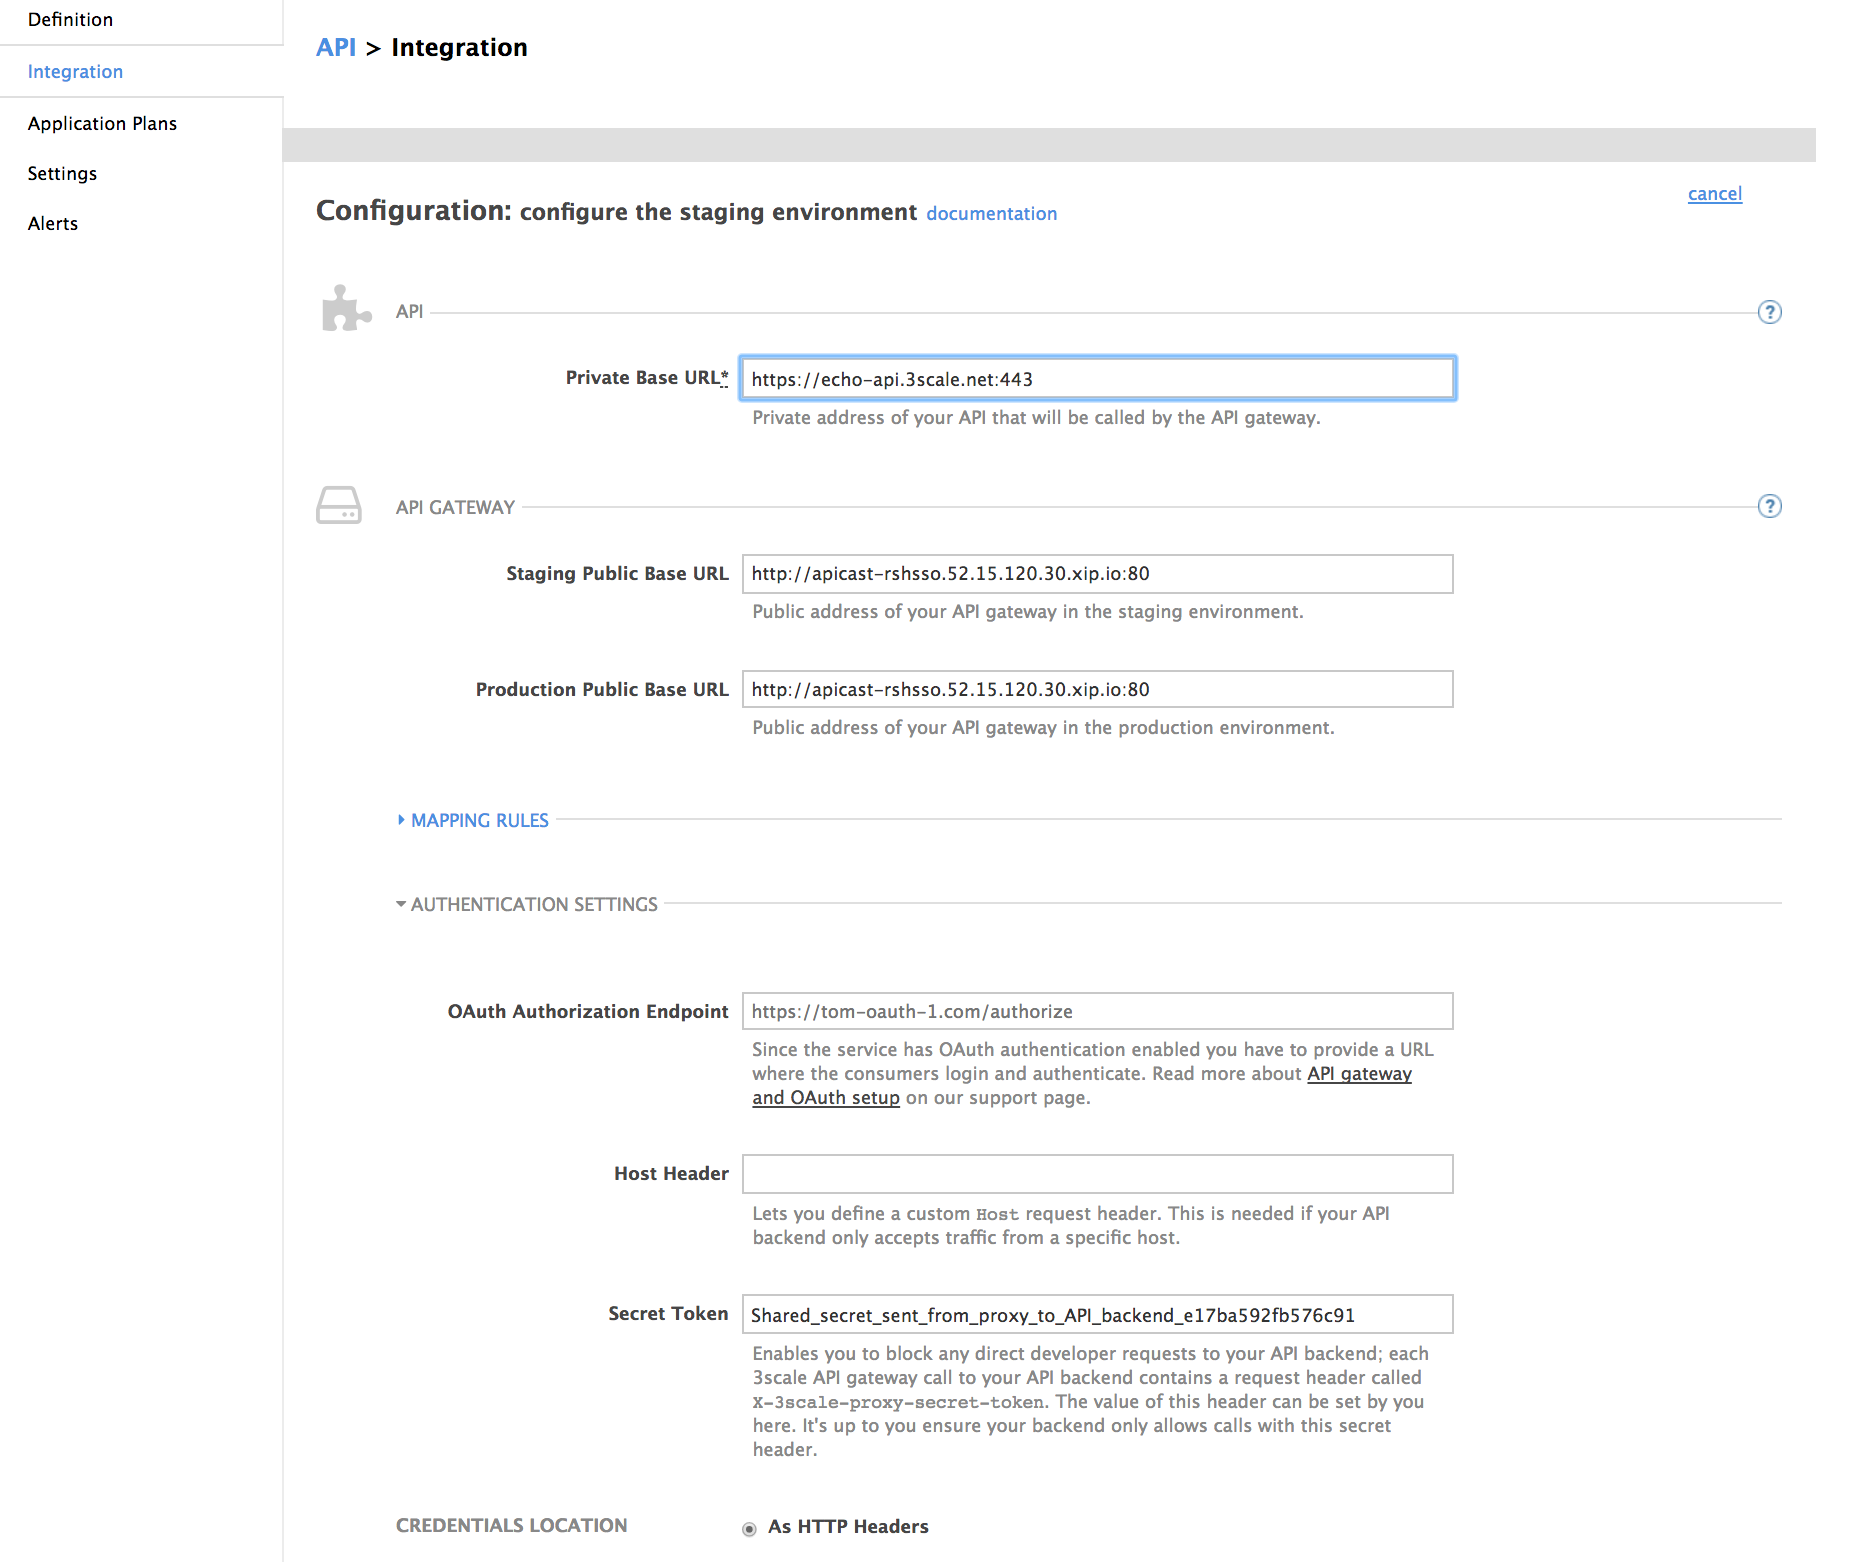 Definition
Integration
Application Plans
Settings
Alerts
API > Integration
cancel
Configuration: configure the staging environment documentation
API
?
Private Base URL*
https://echo-api.3scale.net:443
Private address of your API that will be called by the API gateway.
API GATEWAY
?
Staging Public Base URL
http://apicast-rshsso.52.15.120.30.xip.io:80
Public address of your API gateway in the staging environment.
Production Public Base URL
http://apicast-rshsso.52.15.120.30.xip.io:80
Public address of your API gateway in the production environment.
MAPPING RULES
AUTHENTICATION SETTINGS
OAuth Authorization Endpoint
https://tom-oauth-1.com/authorize
Since the service has OAuth authentication enabled you have to provide a URL
where the consumers login and authenticate. Read more about API gateway
and OAuth setup on our support page.
Host Header
Lets you define a custom Host request header. This is needed if your API
backend only accepts traffic from a specific host.
Secret Token
Shared_secret_sent_from_proxy_to_API_backend_e17ba592fb576c91
Enables you to block any direct developer requests to your API backend; each
3scale API gateway call to your API backend contains a request header called
X-3scale-proxy-secret-token. The value of this header can be set by you
here. It's up to you ensure your backend only allows calls with this secret
header.
CREDENTIALS LOCATION
As HTTP Headers